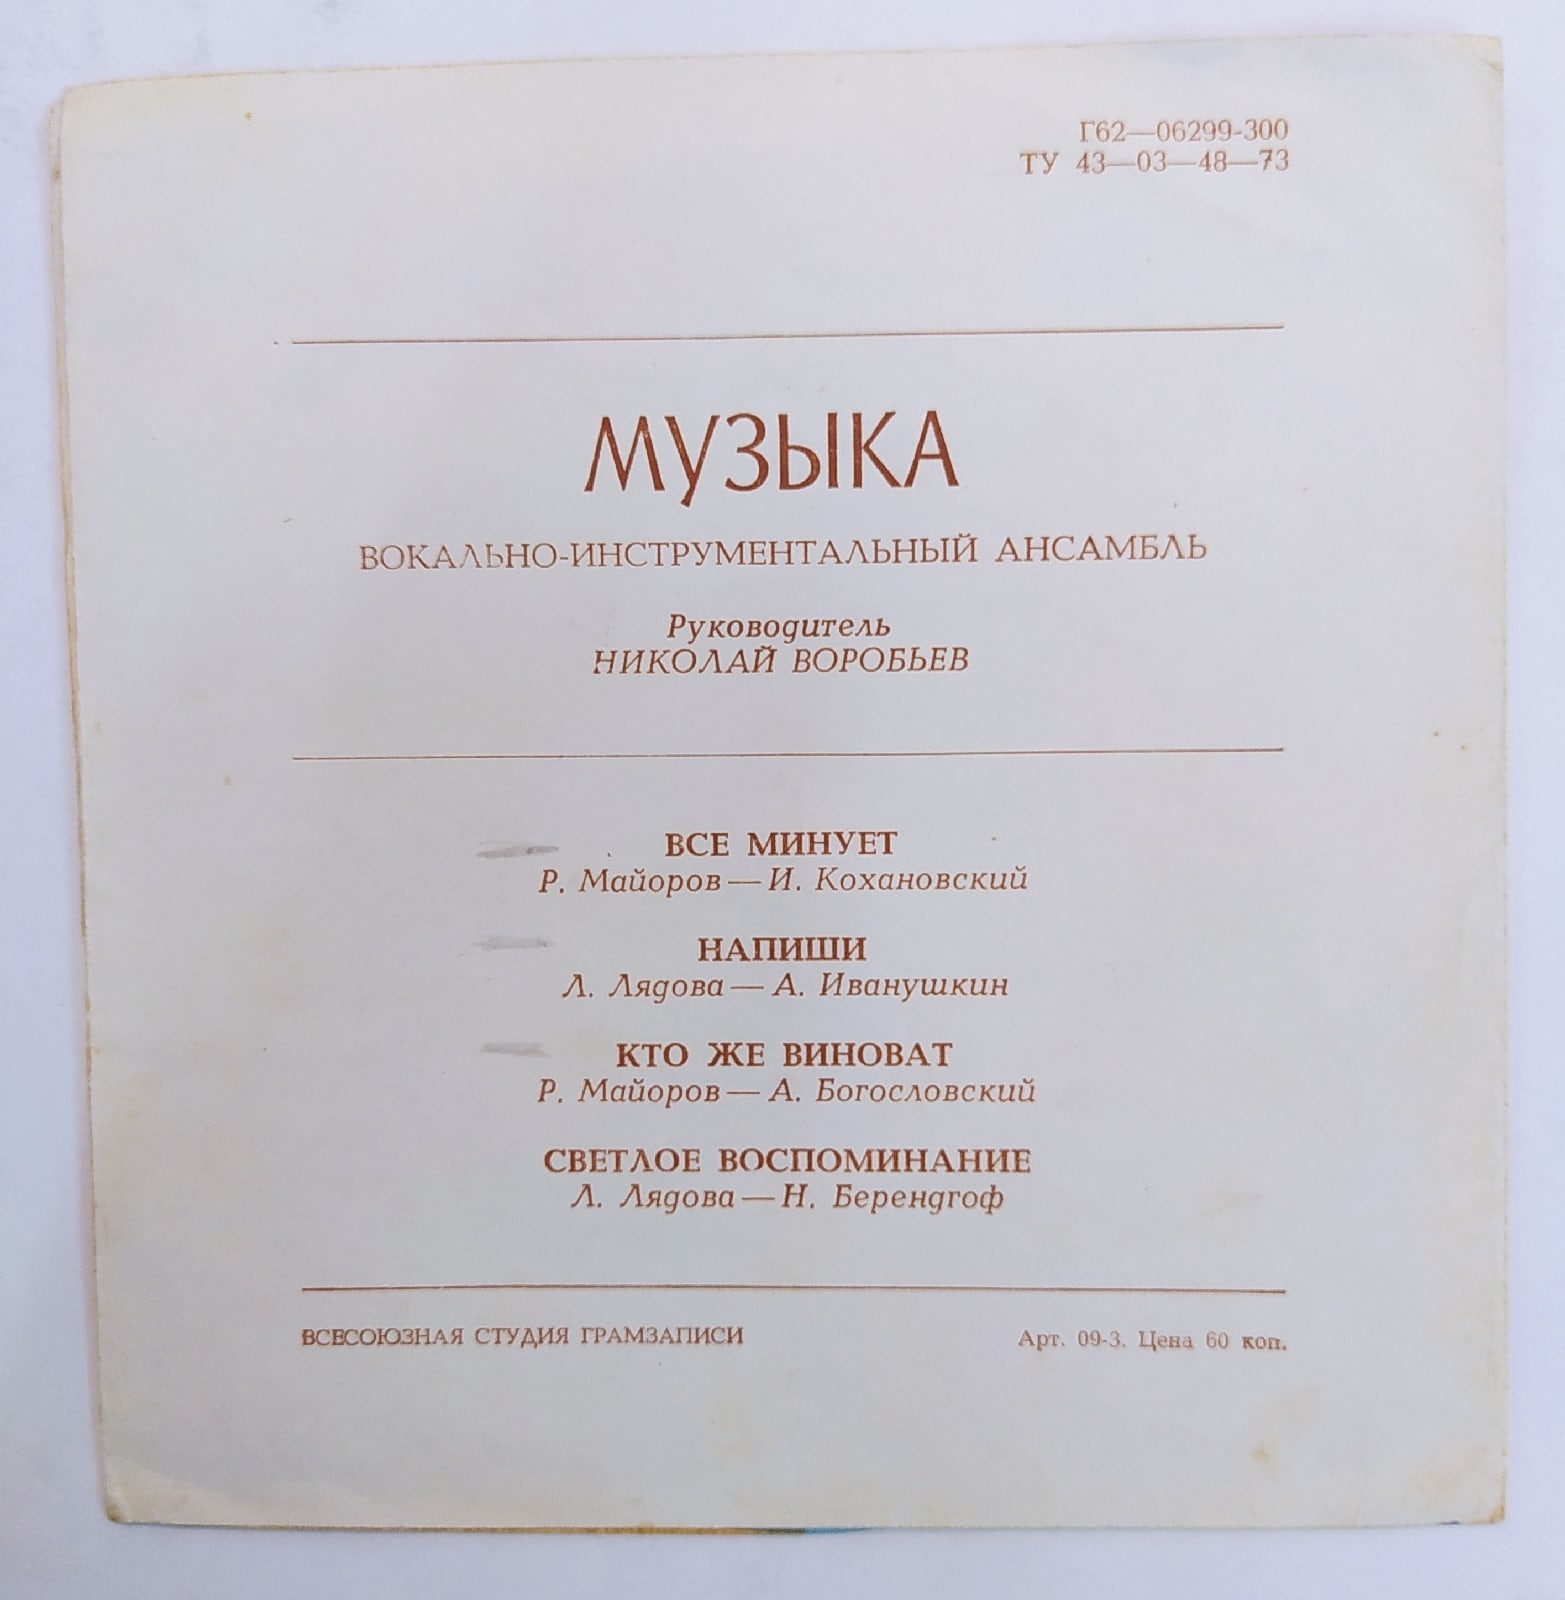 Г62—06299-300
ТУ 43—03—48—73
МУЗЫКА
ВОКАЛЬНО-ИНСТРУМЕНТАЛЬНЫЙ АНСАМБЛЬ
Руководитель
НИКОЛАЙ ВОРОБЬЕВ
ВСЕ МИНУЕТ
Р. Майоров — И. Кохановский
НАПИШИ
Л. Лядова — А. Иванушкин
КТО ЖЕ ВИНОВАТ
Р. Майоров — А. Богословский
СВЕТЛОЕ ВОСПОМИНАНИЕ
Л. Лядова — Н. Берендгоф
ВСЕСОЮЗНАЯ СТУДИЯ ГРАМЗАПИСИ
Арт. 09-3. Цена 60 коп.